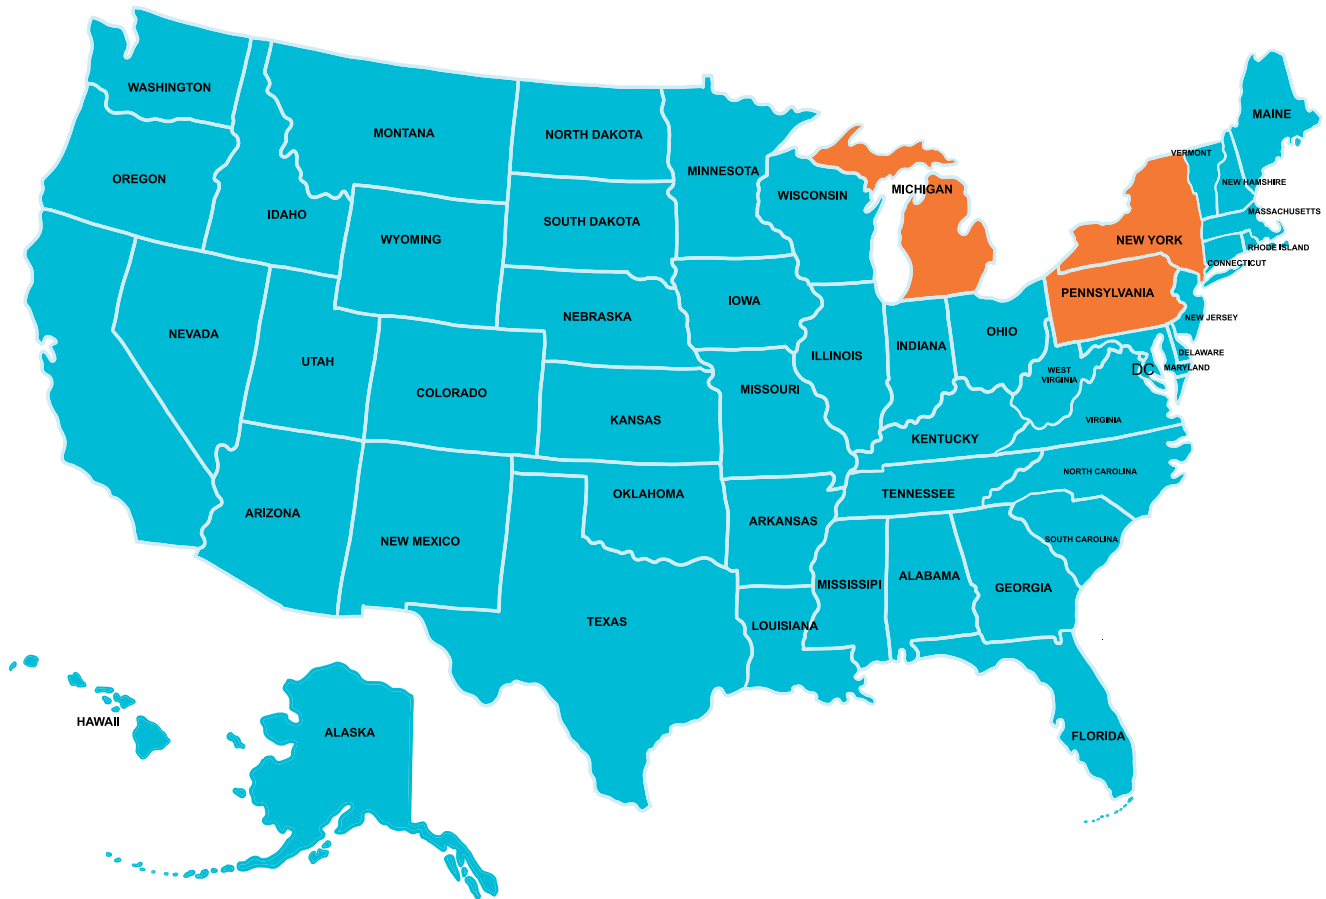 WASHINGTON
MAINE
MONTANA
NORTH DAKOTA
VERMONT
MINNESOTA
OREGON
MICHIGAN
NEW HAMSHIRE
WISCONSIN
IDAHO
SOUTH DAKOTA
MASSACHUSETTS
WYOMING
NEW YORK
RHODE ISLAND
CONNECTICUT
PENNSYLVANIA
IOWA
NEBRASKA
NEW JERSEY
NEVADA
OHIO
INDIANA
ILLINOIS
DELAWARE
UTAH
MARYLAND
DC
WEST
VIRGINIA
MISSOURI
COLORADO
KANSAS
VIRGINIA
KENTUCKY
NORTH CAROLINA
OKLAHOMA
TENNESSEE
ARIZONA
ARKANSAS
NEW MEXICO
SOUTH CAROLINA
ALABAMA
MISSISSIPI
GEORGIA
TEXAS
LOUISIANA
HAWAII
ALASKA
FLORIDA